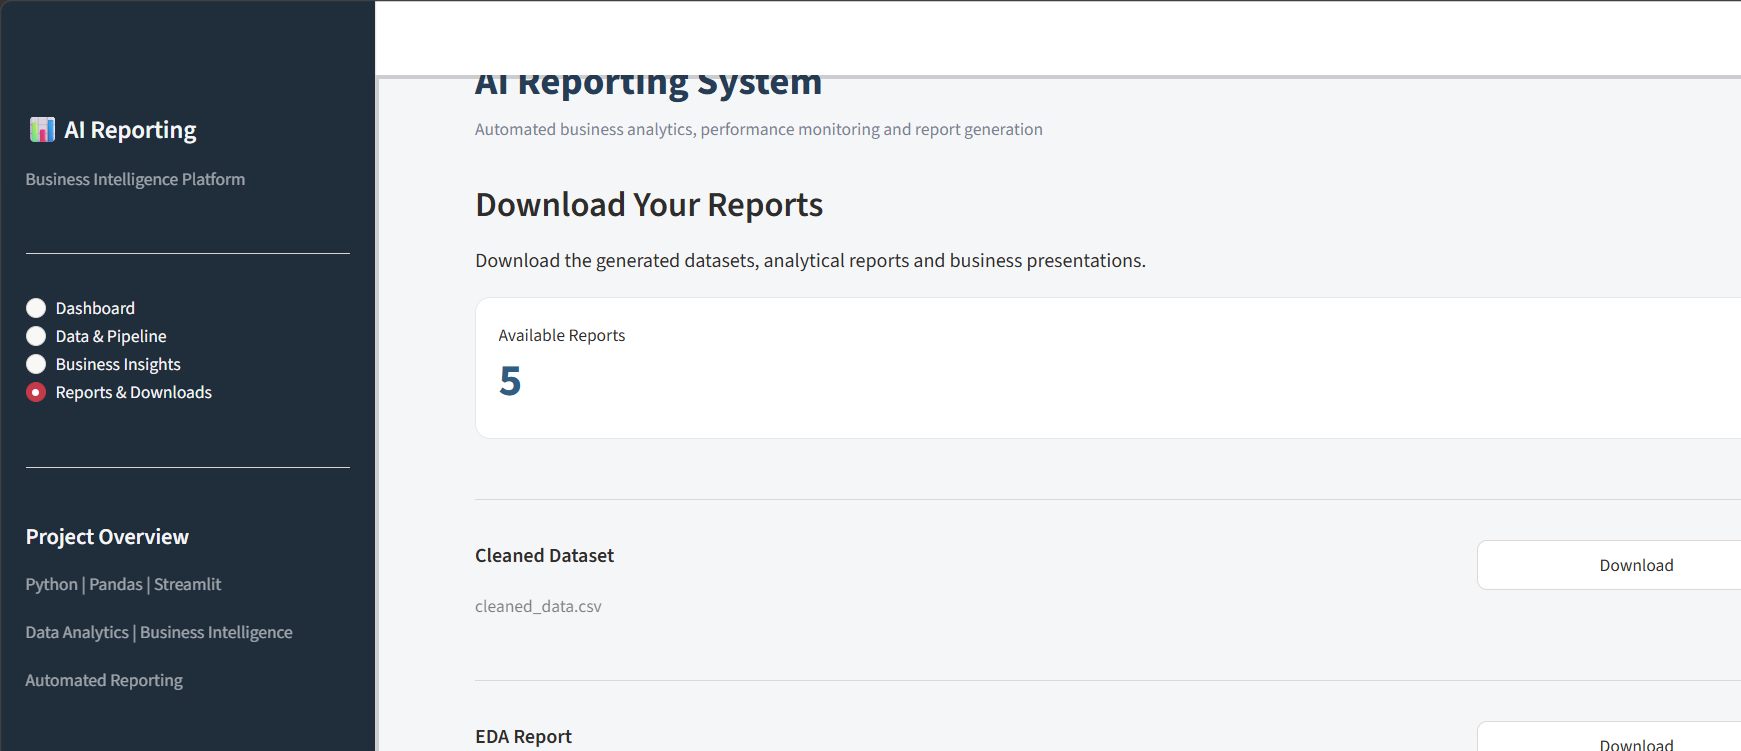 AI Reporting
Business Intelligence Platform
Dashboard
Data & Pipeline
Business Insights
Reports & Downloads
Project Overview
Python | Pandas | Streamlit
Data Analytics | Business Intelligence
Automated Reporting
AI Reporting System
Automated business analytics, performance monitoring and report generation
Download Your Reports
Download the generated datasets, analytical reports and business presentations.
Available Reports
5
Cleaned Dataset
Download
cleaned_data.csv
EDA Report
Download